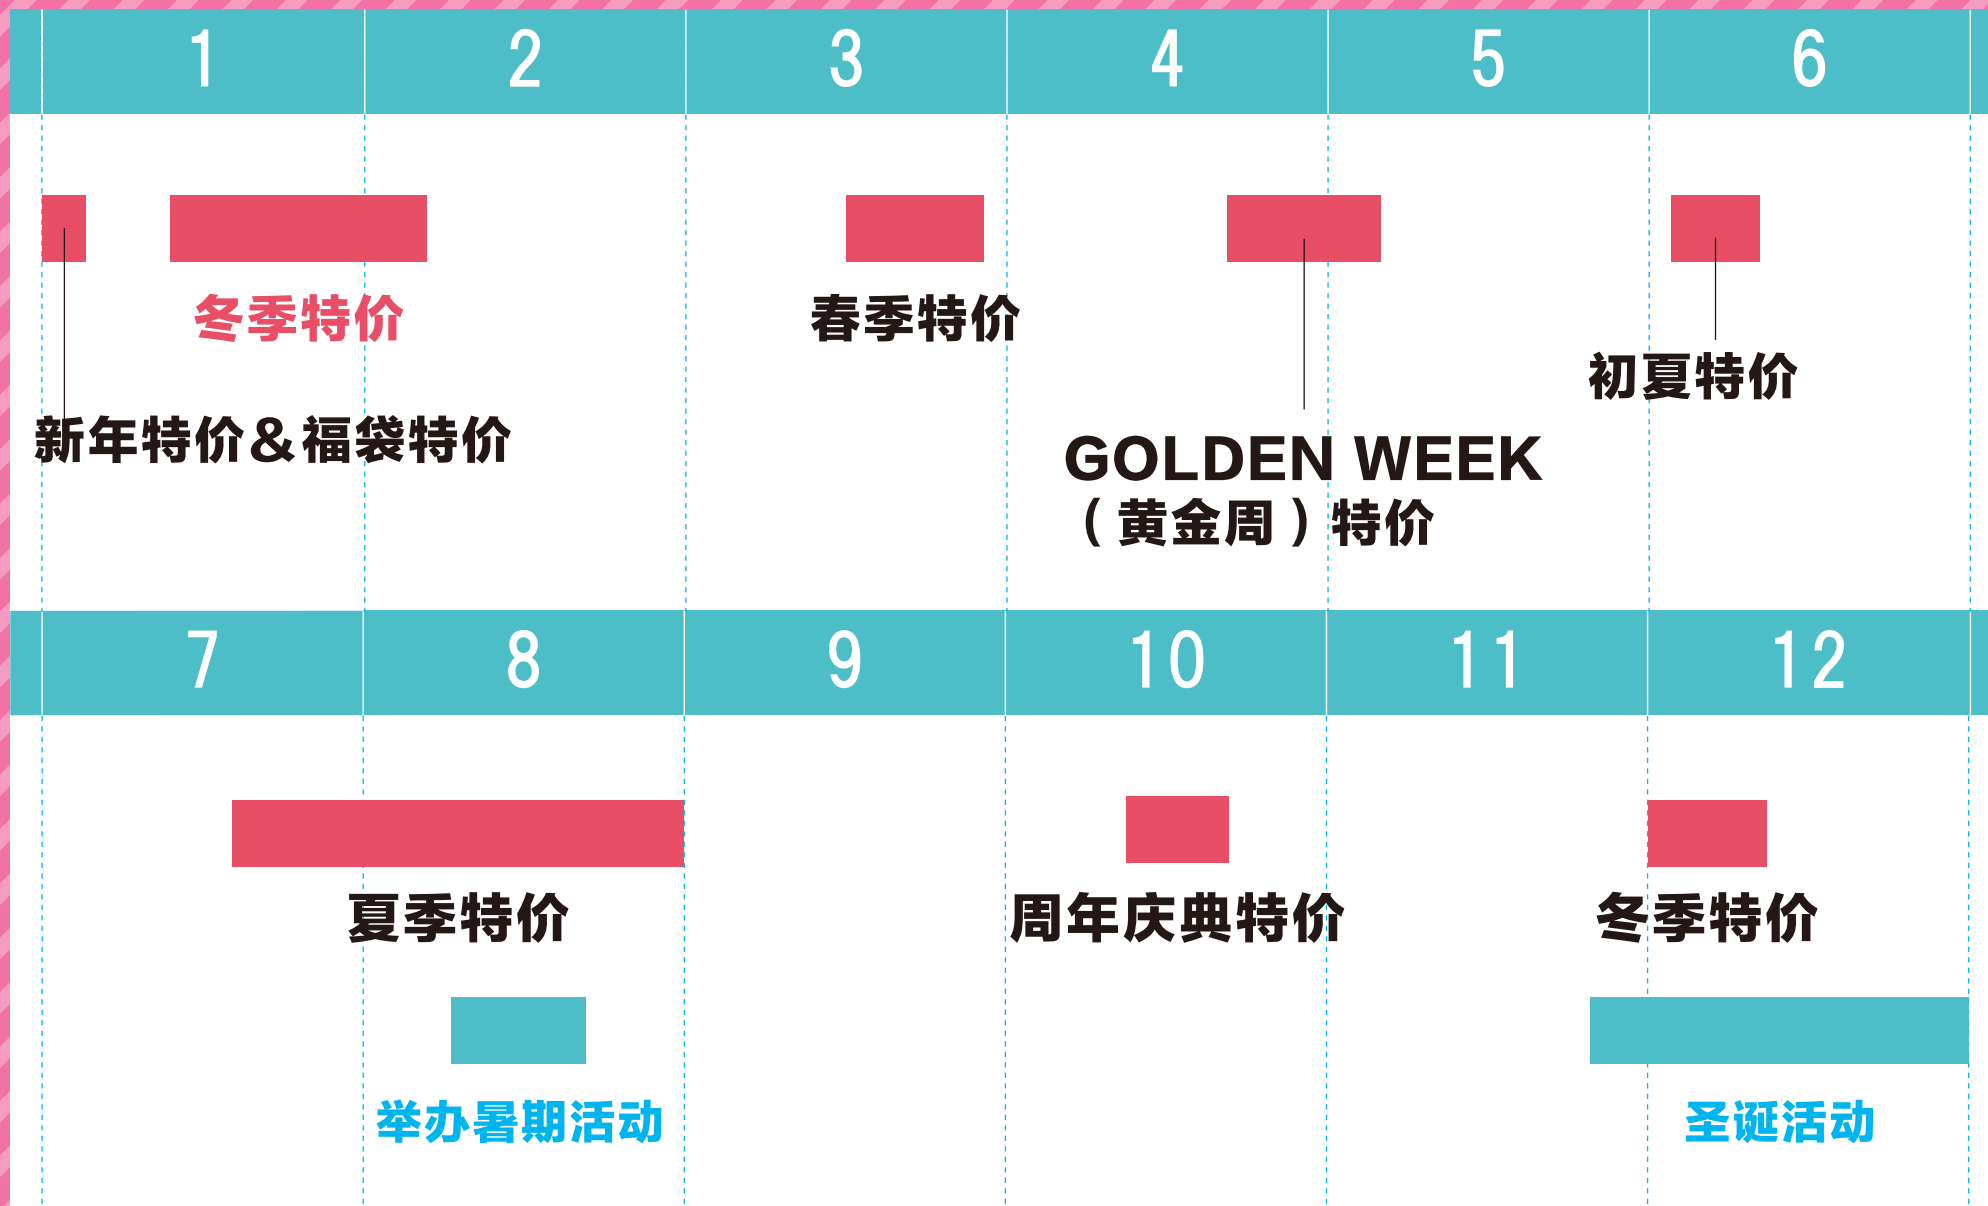 1 2 3 4 5 6
冬季特价
春季特价
初夏特价
新年特价&福袋特价
GOLDEN WEEK
（黄金周）特价
7 8 9 10 11 12
夏季特价
周年庆典特价
冬季特价
举办暑期活动
圣诞活动